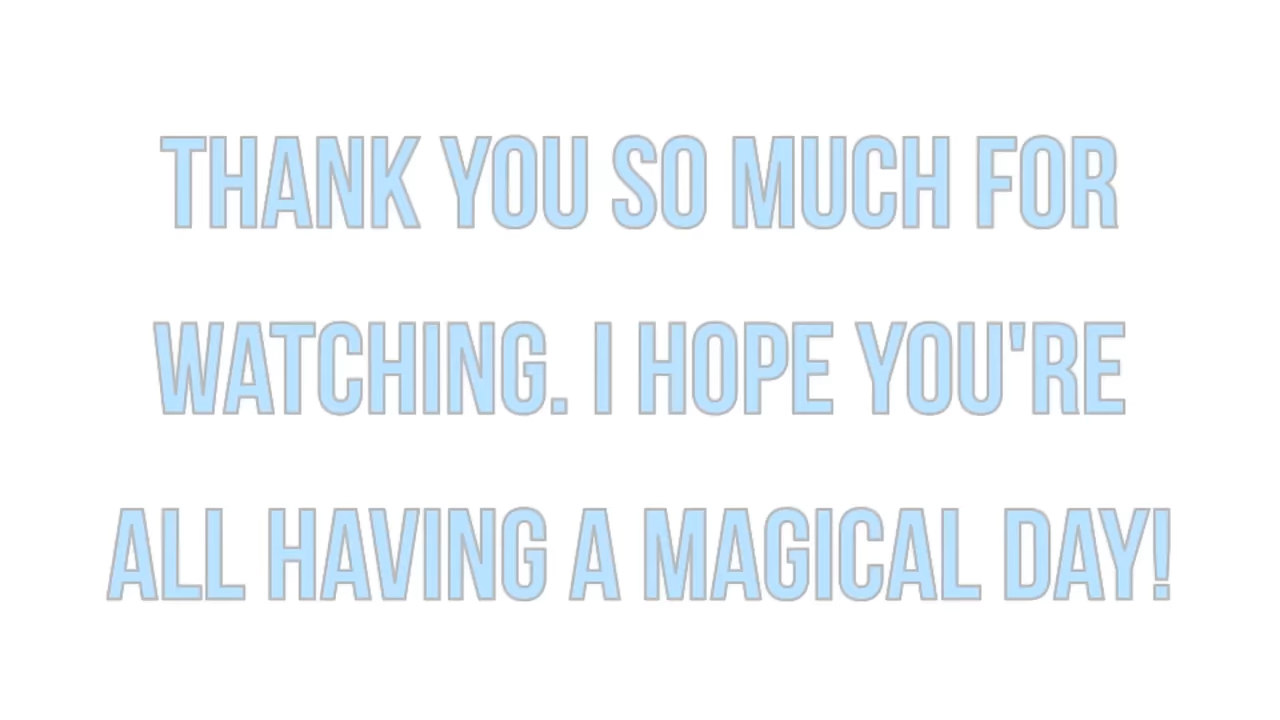 THANK YOU SO MUCH FOR
WATCHING. I HOPE YOU'RE
ALL HAVING A MAGICAL DAY!